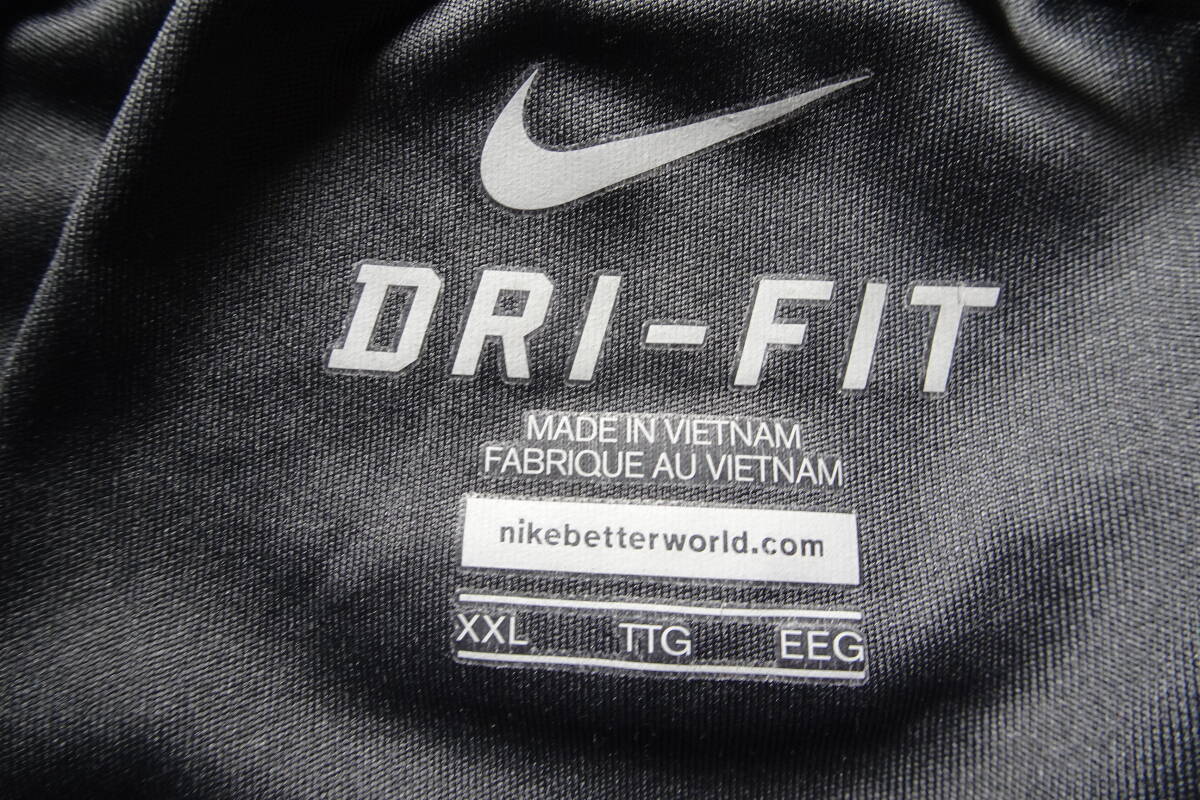 DRI-FIT
MADE IN VIETNAM
FABRIQUE AU VIETNAM
nikebetterworld.com
XXL TTG EEG